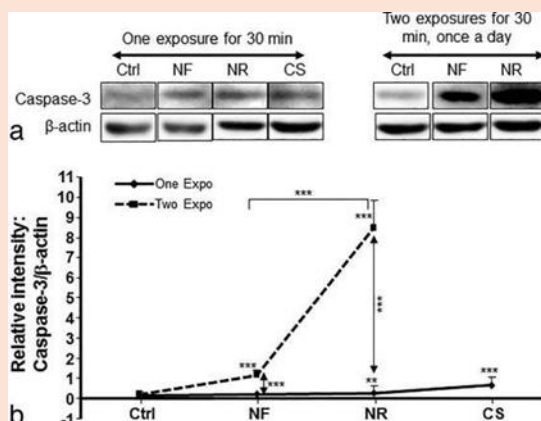 One exposure for 30 min
Two exposures for 30
min, once a day
Ctrl NF NR CS
Ctrl NF NR
Caspase-3
β-actin
a
Relative Intensity:
Caspase-3/β-actin
11
10
9
8
7
6
5
4
3
2
1
0
-1
One Expo
Two Expo
***
***
***
***
***
**
***
b
Ctrl NF NR CS